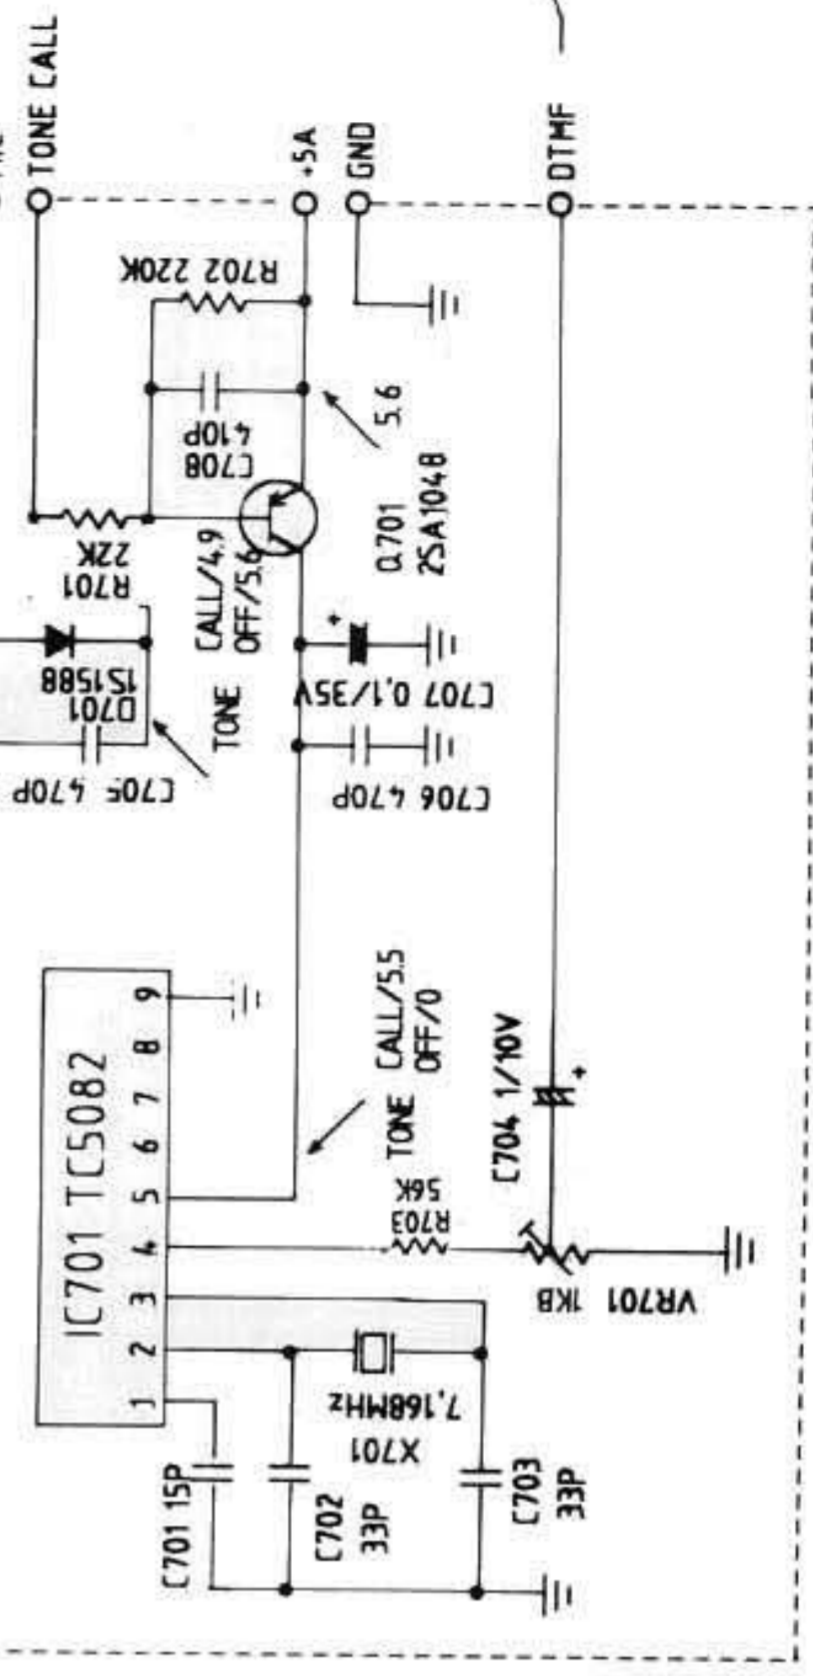 TONE CALL
+5A
GND
DTMF
R702 220K
C708
410P
5.6
Q701
2SA1048
R701
22K
TONE CALL/4.9
OFF/5.6
D701
1S1588
C705 470P
C707 0,1/35V
+
C706 470P
IC701 TC5082
1 2 3 4 5 6 7 8 9
TONE CALL/5.5
OFF/0
C704 1/10V
+
R703
56K
VR701 1KB
X701
7,168MHz
C701 15P
C702
33P
C703
33P